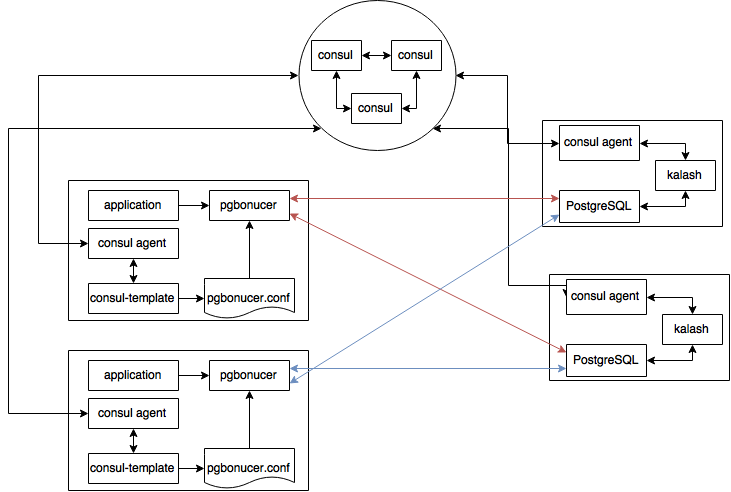 consul
consul
consul
consul agent
kalash
PostgreSQL
application
pgbonucer
consul agent
consul-template
pgbonucer.conf
consul agent
kalash
PostgreSQL
application
pgbonucer
consul agent
consul-template
pgbonucer.conf